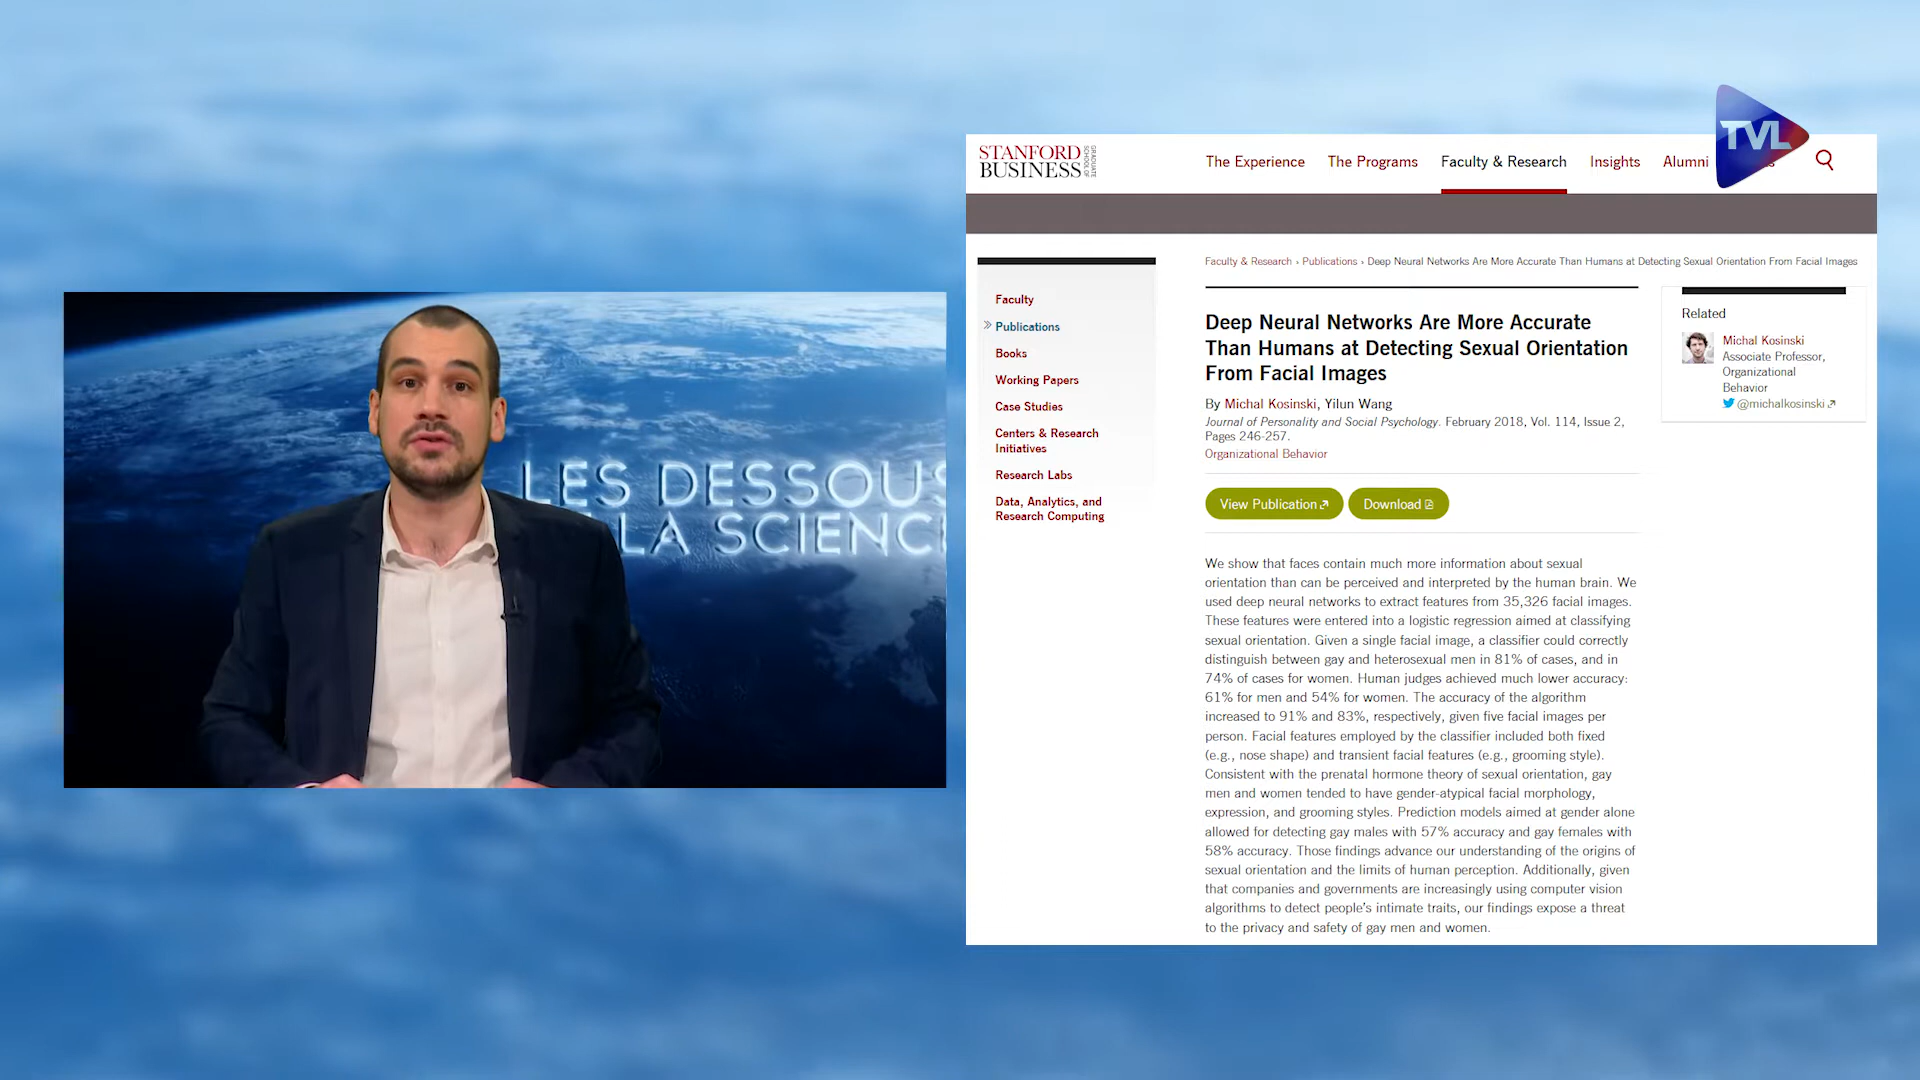 TVL
LES DESSOUS
LA SCIENC
STANFORD
BUSINESS
GRADUATE
SCHOOL OF
The Experience
The Programs
Faculty & Research
Insights
Alumni
Faculty & Research › Publications › Deep Neural Networks Are More Accurate Than Humans at Detecting Sexual Orientation From Facial Images
Faculty
Publications
Books
Working Papers
Case Studies
Centers & Research
Initiatives
Research Labs
Data, Analytics, and
Research Computing
Deep Neural Networks Are More Accurate
Than Humans at Detecting Sexual Orientation
From Facial Images
By Michal Kosinski, Yilun Wang
Journal of Personality and Social Psychology. February 2018, Vol. 114, Issue 2,
Pages 246-257.
Organizational Behavior
View Publication
Download
We show that faces contain much more information about sexual
orientation than can be perceived and interpreted by the human brain. We
used deep neural networks to extract features from 35,326 facial images.
These features were entered into a logistic regression aimed at classifying
sexual orientation. Given a single facial image, a classifier could correctly
distinguish between gay and heterosexual men in 81% of cases, and in
74% of cases for women. Human judges achieved much lower accuracy:
61% for men and 54% for women. The accuracy of the algorithm
increased to 91% and 83%, respectively, given five facial images per
person. Facial features employed by the classifier included both fixed
(e.g., nose shape) and transient facial features (e.g., grooming style).
Consistent with the prenatal hormone theory of sexual orientation, gay
men and women tended to have gender-atypical facial morphology,
expression, and grooming styles. Prediction models aimed at gender alone
allowed for detecting gay males with 57% accuracy and gay females with
58% accuracy. Those findings advance our understanding of the origins of
sexual orientation and the limits of human perception. Additionally, given
that companies and governments are increasingly using computer vision
algorithms to detect people's intimate traits, our findings expose a threat
to the privacy and safety of gay men and women.
Related
Michal Kosinski
Associate Professor,
Organizational
Behavior
@michalkosinski